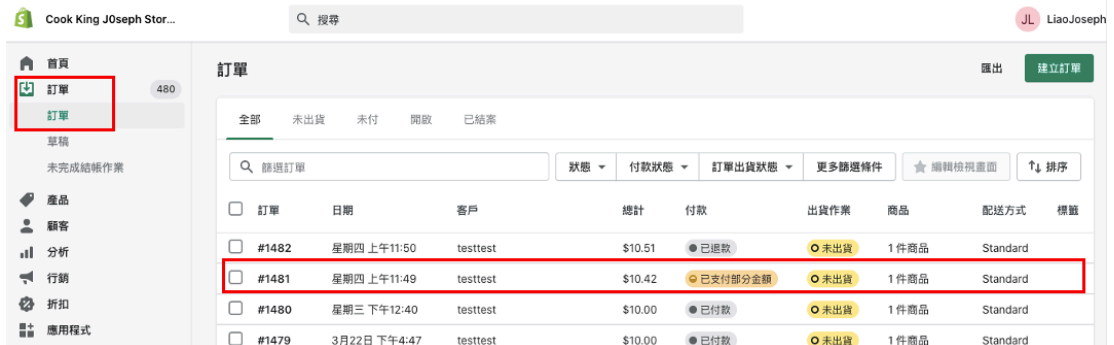 Cook King J0seph Stor...
搜尋
JL LiaoJoseph
首頁
訂單 480
訂單
草稿
未完成結帳作業
產品
顧客
分析
行銷
折扣
應用程式
訂單
匯出 建立訂單
全部 未出貨 未付 開啟 已結案
篩選訂單 狀態 付款狀態 訂單出貨狀態 更多篩選條件 編輯檢視畫面 排序
訂單 日期 客戶 總計 付款 出貨作業 商品 配送方式 標籤
#1482 星期四 上午11:50 testtest $10.51 已退款 未出貨 1 件商品 Standard
#1481 星期四 上午11:49 testtest $10.42 已支付部分金額 未出貨 1 件商品 Standard
#1480 星期三 下午12:40 testtest $10.00 已付款 未出貨 1 件商品 Standard
#1479 3月22日 下午4:47 testtest $10.00 已付款 未出貨 1 件商品 Standard